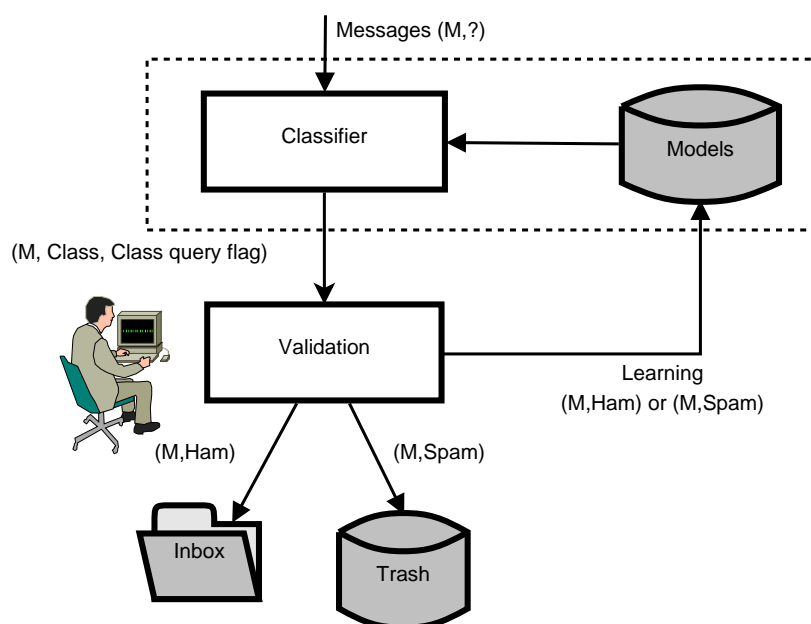 Messages (M,?)
Classifier
Models
(M, Class, Class query flag)
Validation
Learning
(M,Ham) or (M,Spam)
(M,Ham)
(M,Spam)
Inbox
Trash